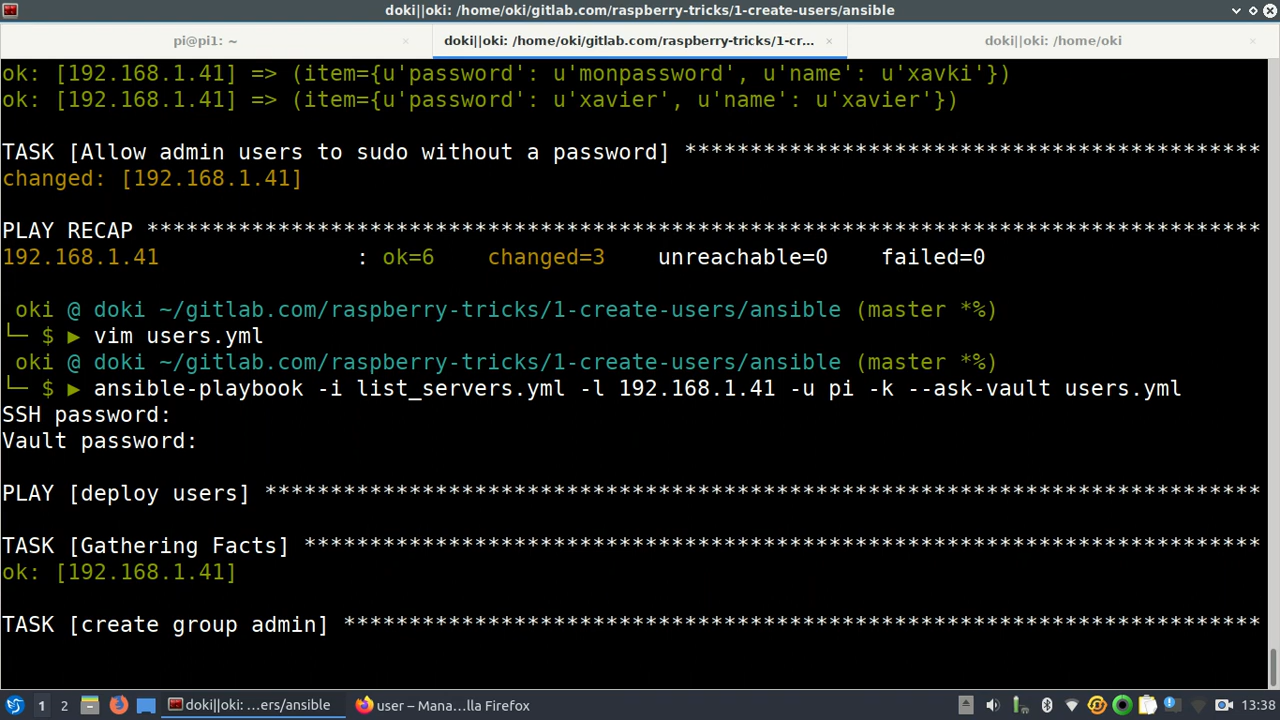 doki||oki: /home/oki/gitlab.com/raspberry-tricks/1-create-users/ansible
pi@pi1: ~ × doki||oki: /home/oki/gitlab.com/raspberry-tricks/1-cr... × doki||oki: /home/oki ×
ok: [192.168.1.41] => (item={u'password': u'monpassword', u'name': u'xavki'})
ok: [192.168.1.41] => (item={u'password': u'xavier', u'name': u'xavier'})
TASK [Allow admin users to sudo without a password] ********************************************
changed: [192.168.1.41]
PLAY RECAP *************************************************************************************
192.168.1.41 : ok=6 changed=3 unreachable=0 failed=0
oki @ doki ~/gitlab.com/raspberry-tricks/1-create-users/ansible (master *%)
└─ $ ▶ vim users.yml
oki @ doki ~/gitlab.com/raspberry-tricks/1-create-users/ansible (master *%)
└─ $ ▶ ansible-playbook -i list_servers.yml -l 192.168.1.41 -u pi -k --ask-vault users.yml
SSH password:
Vault password:
PLAY [deploy users] ****************************************************************************
TASK [Gathering Facts] *************************************************************************
ok: [192.168.1.41]
TASK [create group admin] **********************************************************************
1 2 doki||oki: ...ers/ansible user – Mana...lla Firefox 13:38